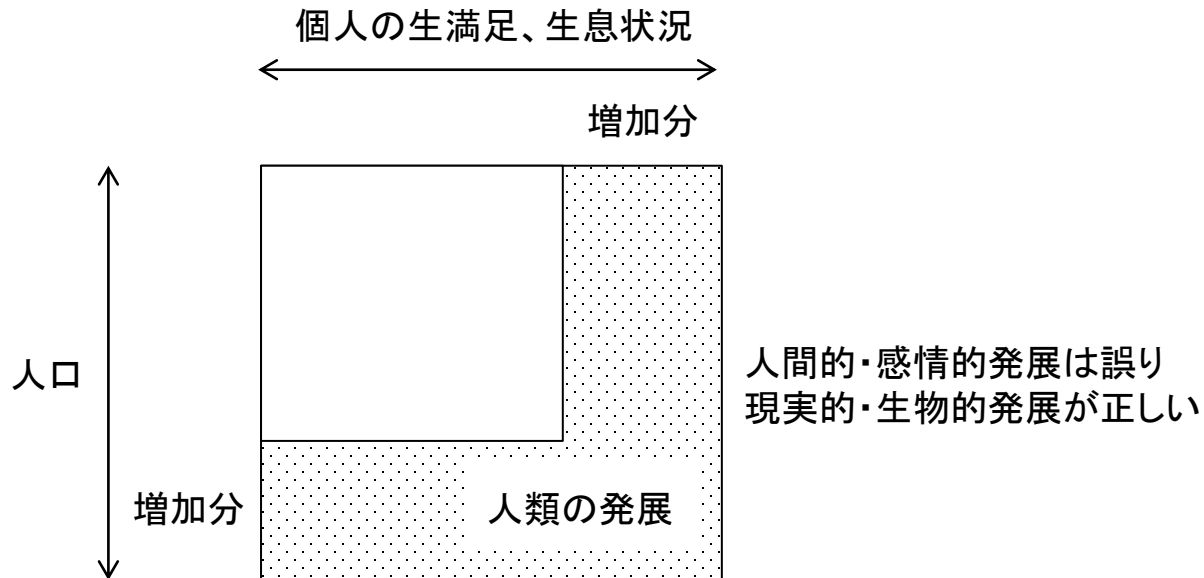 個人の生満足、生息状況
増加分
人口
人間的・感情的発展は誤り
現実的・生物的発展が正しい
増加分
人類の発展